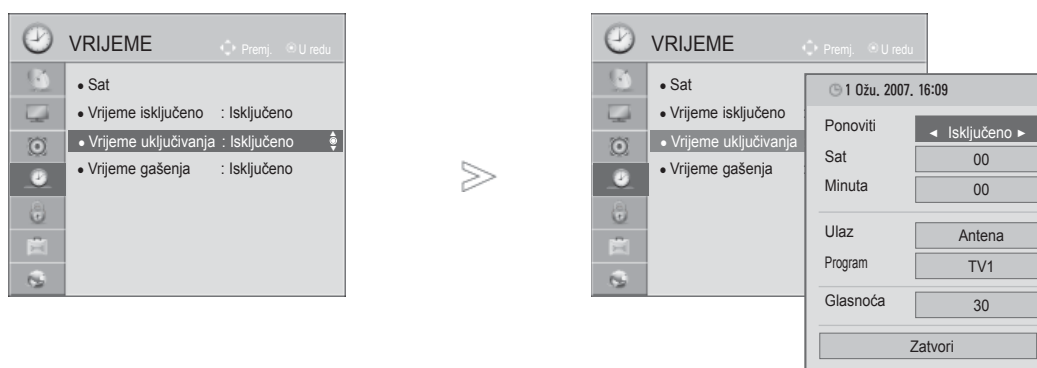 VRIJEME Premj. U redu
• Sat
• Vrijeme isključeno : Isključeno
• Vrijeme uključivanja : Isključeno
• Vrijeme gašenja : Isključeno
VRIJEME Premj. U redu
• Sat
• Vrijeme isključeno :
• Vrijeme uključivanja
• Vrijeme gašenja :
1 Ožu. 2007. 16:09
Ponoviti ◄ Isključeno ►
Sat 00
Minuta 00
Ulaz Antena
Program TV1
Glasnoća 30
Zatvori